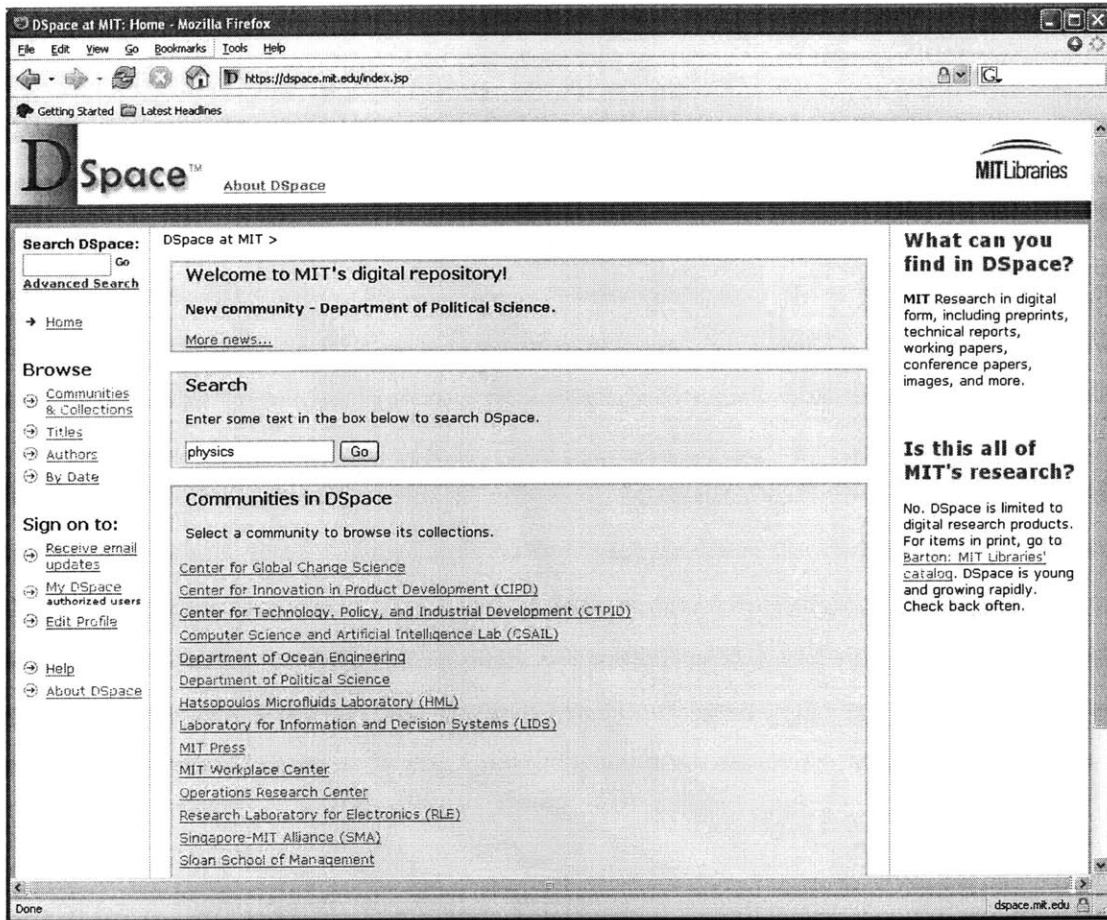 DSpace at MIT: Home - Mozilla Firefox
File Edit View Go Bookmarks Tools Help
https://dspace.mit.edu/index.jsp
G
Getting Started Latest Headlines
DSpace™ About DSpace
MITLibraries
Search DSpace:
Go
Advanced Search
Home
Browse
Communities
& Collections
Titles
Authors
By Date
Sign on to:
Receive email
updates
My DSpace
authorized users
Edit Profile
Help
About DSpace
DSpace at MIT >
Welcome to MIT's digital repository!
New community - Department of Political Science.
More news...
Search
Enter some text in the box below to search DSpace.
physics Go
Communities in DSpace
Select a community to browse its collections.
Center for Global Change Science
Center for Innovation in Product Development (CIPD)
Center for Technology, Policy, and Industrial Development (CTPID)
Computer Science and Artificial Intelligence Lab (CSAIL)
Department of Ocean Engineering
Department of Political Science
Hatsopoulos Microfluids Laboratory (HML)
Laboratory for Information and Decision Systems (LIDS)
MIT Press
MIT Workplace Center
Operations Research Center
Research Laboratory for Electronics (RLE)
Singapore-MIT Alliance (SMA)
Sloan School of Management
What can you
find in DSpace?
MIT Research in digital
form, including preprints,
technical reports,
working papers,
conference papers,
images, and more.
Is this all of
MIT's research?
No. DSpace is limited to
digital research products.
For items in print, go to
Barton: MIT Libraries'
catalog. DSpace is young
and growing rapidly.
Check back often.
Done
dspace.mit.edu